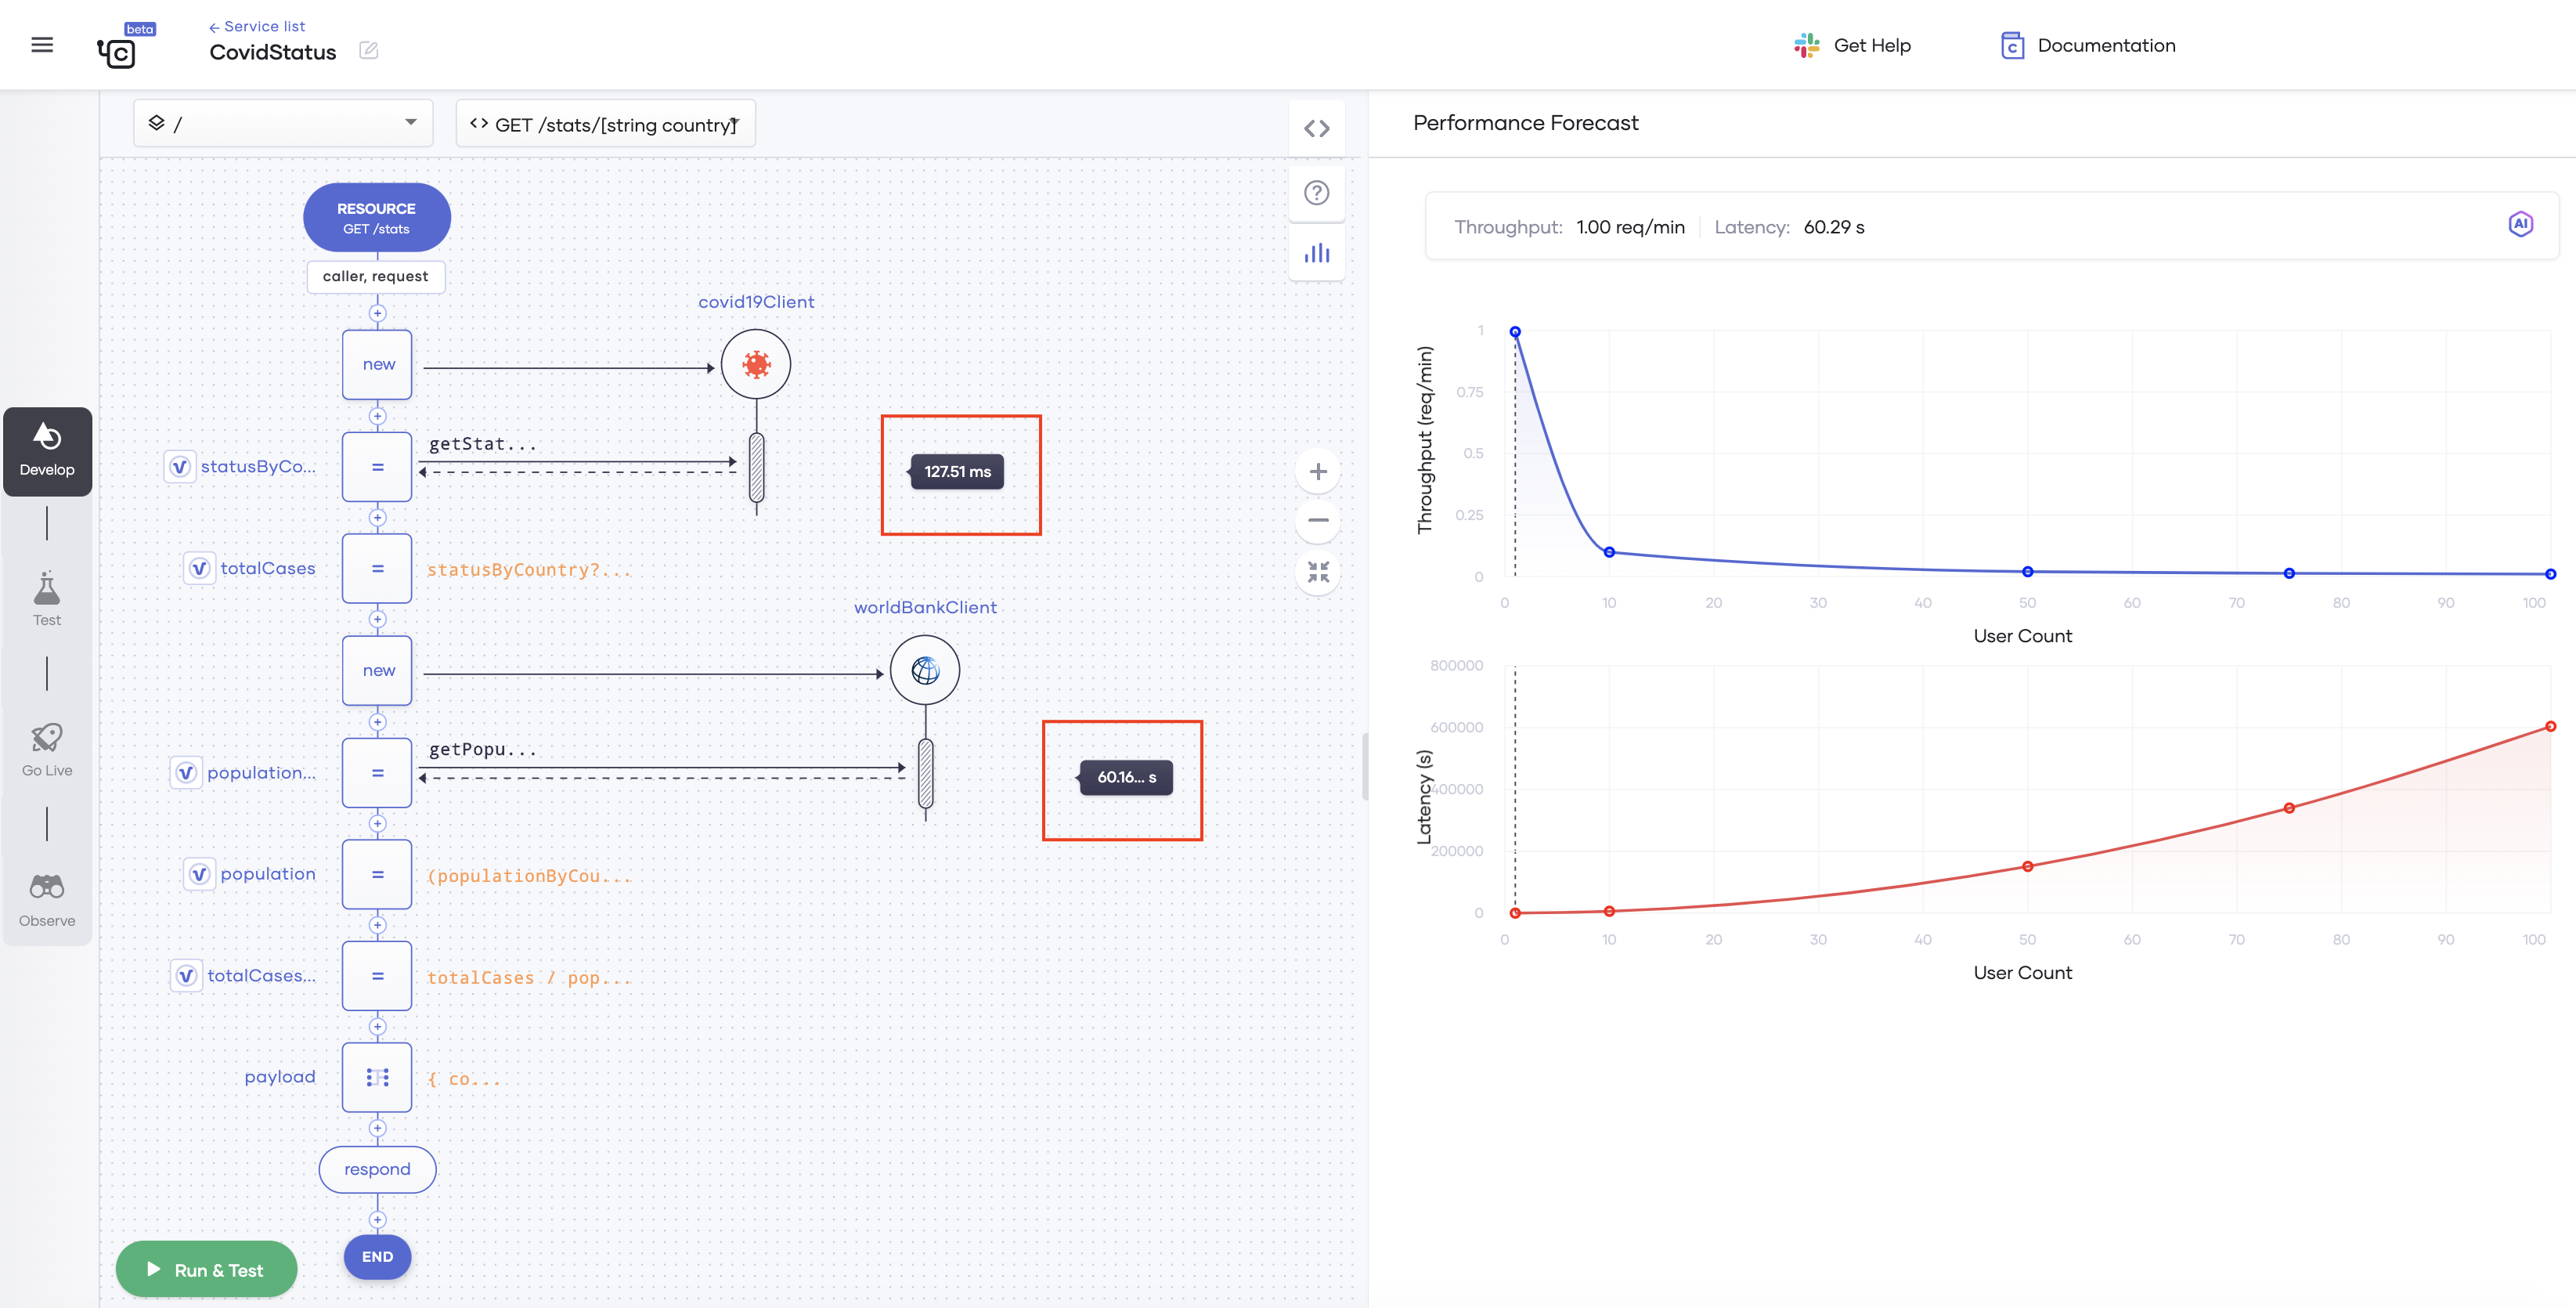 beta
← Service list
CovidStatus
Get Help
Documentation
/
<> GET /stats/[string country]
Performance Forecast
RESOURCE
GET /stats
Throughput: 1.00 req/min
Latency: 60.29 s
AI
caller, request
covid19Client
new
getStat...
statusByCo...
=
127.51 ms
totalCases
=
statusByCountry?...
worldBankClient
new
getPopu...
population...
=
60.16... s
population
=
(populationByCou...
totalCases...
=
totalCases / pop...
payload
{ co...
respond
END
Run & Test
Develop
Test
Go Live
Observe
Throughput (req/min)
1
0.75
0.5
0.25
0
0 10 20 30 40 50 60 70 80 90 100
User Count
Latency (s)
800000
600000
400000
200000
0
0 10 20 30 40 50 60 70 80 90 100
User Count